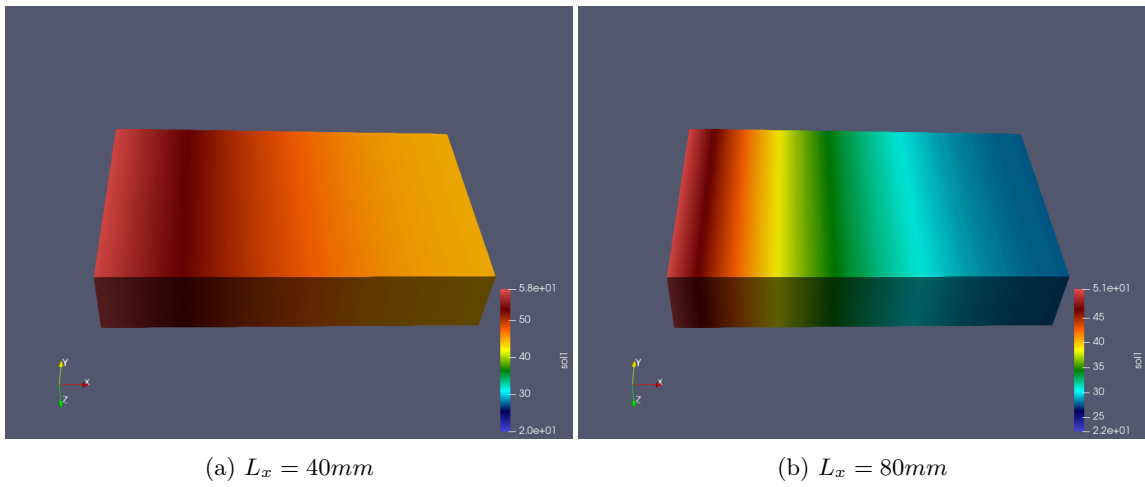 5.8e+01
50
40
30
2.0e+01
sol1
Y
X
Z
5.1e+01
45
40
35
30
25
2.2e+01
sol1
Y
X
Z
(a) L_x = 40mm
(b) L_x = 80mm